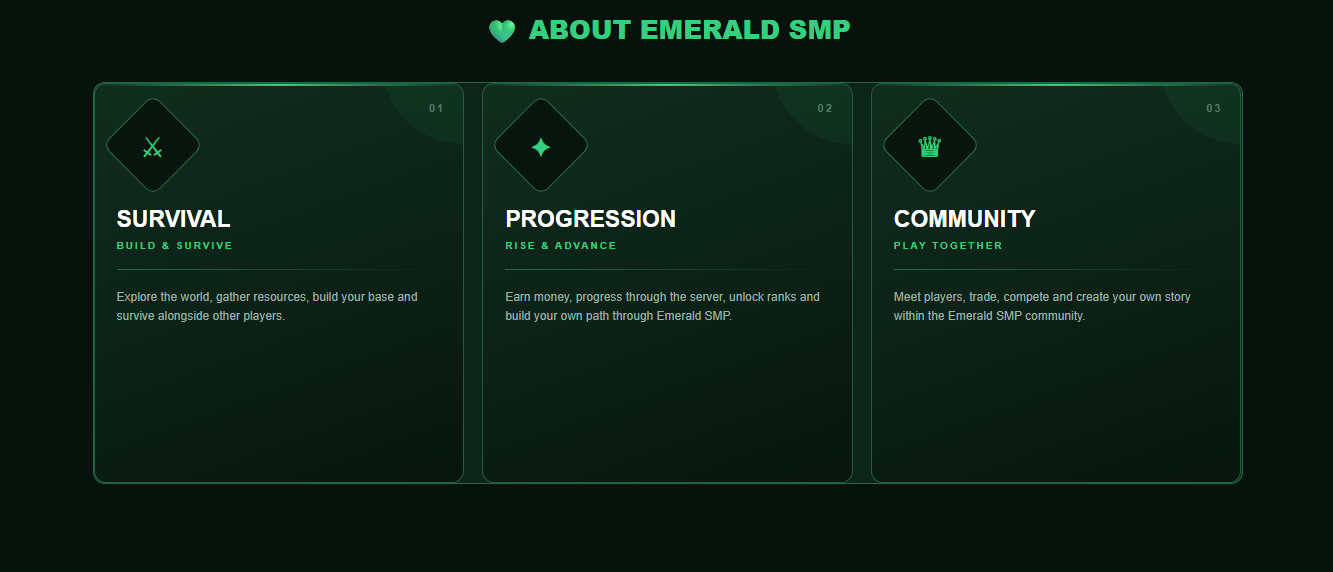 ABOUT EMERALD SMP
01
SURVIVAL
BUILD & SURVIVE
Explore the world, gather resources, build your base and
survive alongside other players.
02
PROGRESSION
RISE & ADVANCE
Earn money, progress through the server, unlock ranks and
build your own path through Emerald SMP.
03
COMMUNITY
PLAY TOGETHER
Meet players, trade, compete and create your own story
within the Emerald SMP community.